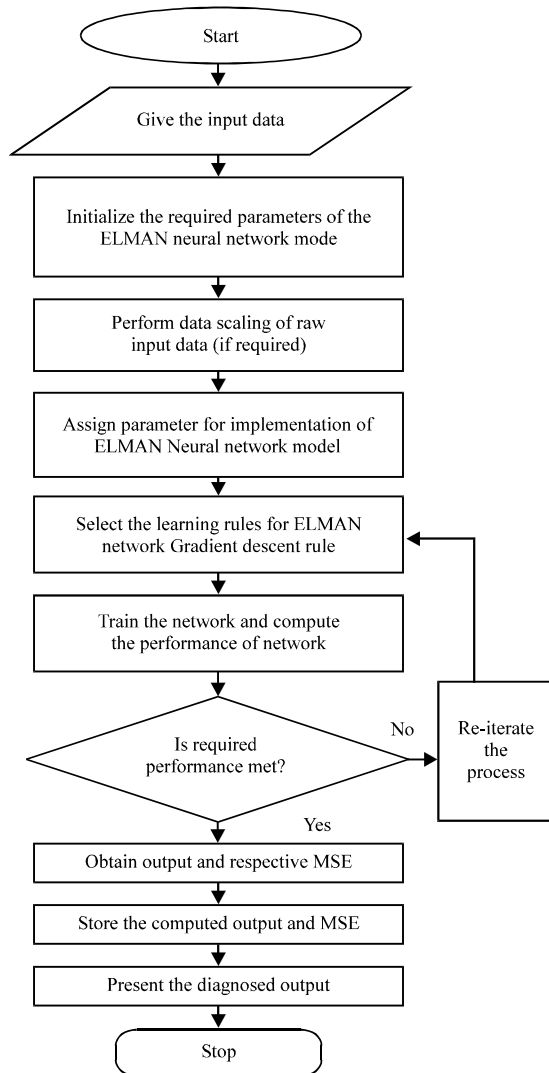 Start
Give the input data
Initialize the required parameters of the
ELMAN neural network mode
Perform data scaling of raw
input data (if required)
Assign parameter for implementation of
ELMAN Neural network model
Select the learning rules for ELMAN
network Gradient descent rule
Train the network and compute
the performance of network
Is required
performance met?
No
Re-iterate
the
process
Yes
Obtain output and respective MSE
Store the computed output and MSE
Present the diagnosed output
Stop